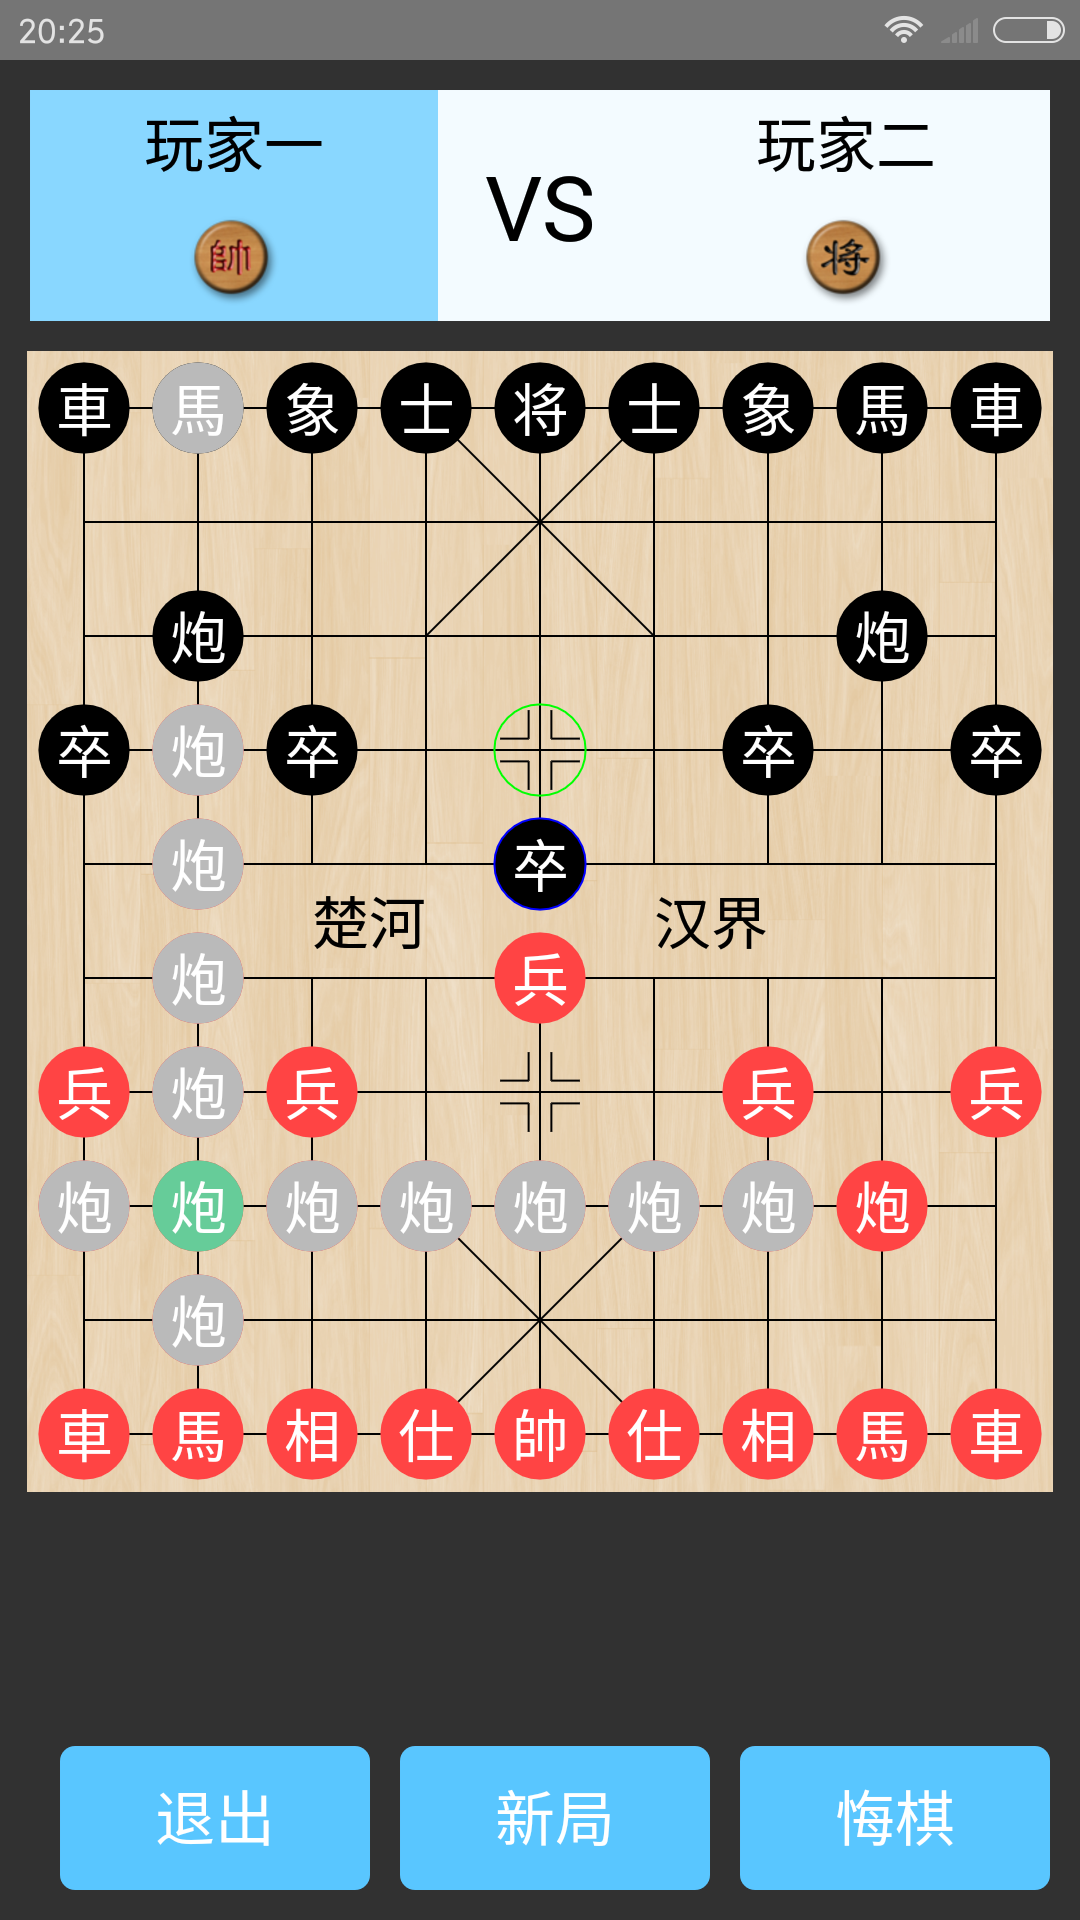 20:25
玩家一
玩家二
VS
帥
将
車馬象士将士象馬車
炮炮
卒炮卒卒卒
炮卒
楚河 汉界
炮兵
兵炮兵兵兵
炮炮炮炮炮炮炮炮
炮
車馬相仕帥仕相馬車
退出 新局 悔棋